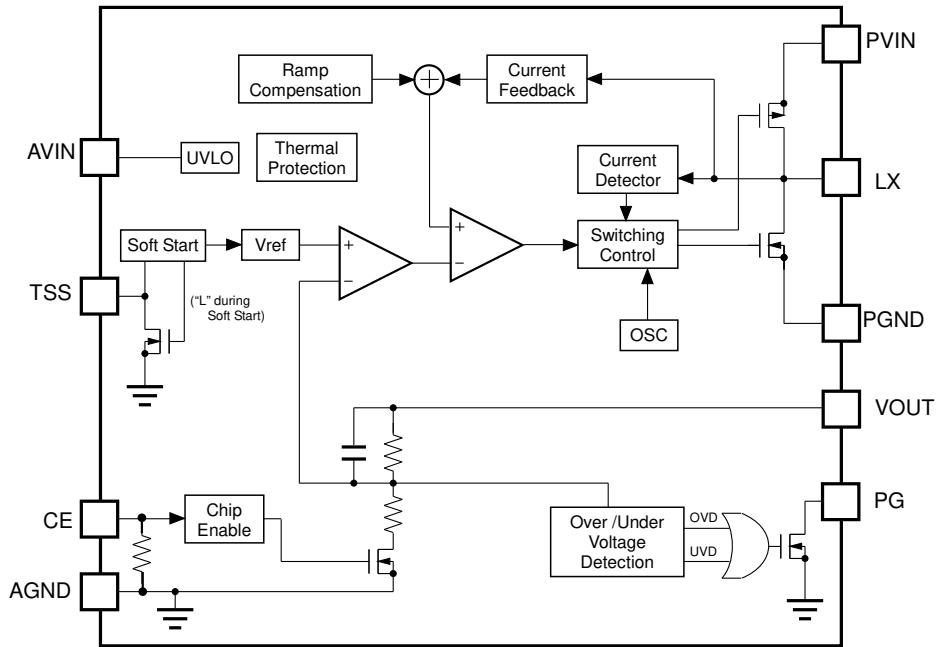 PVIN
Ramp
Compensation
+
Current
Feedback
AVIN
UVLO
Thermal
Protection
Current
Detector
LX
Soft Start
Vref
+
−
+
−
Switching
Control
TSS
("L" during
Soft Start)
OSC
PGND
VOUT
CE
Chip
Enable
PG
Over /Under
Voltage
Detection
OVD
UVD
AGND